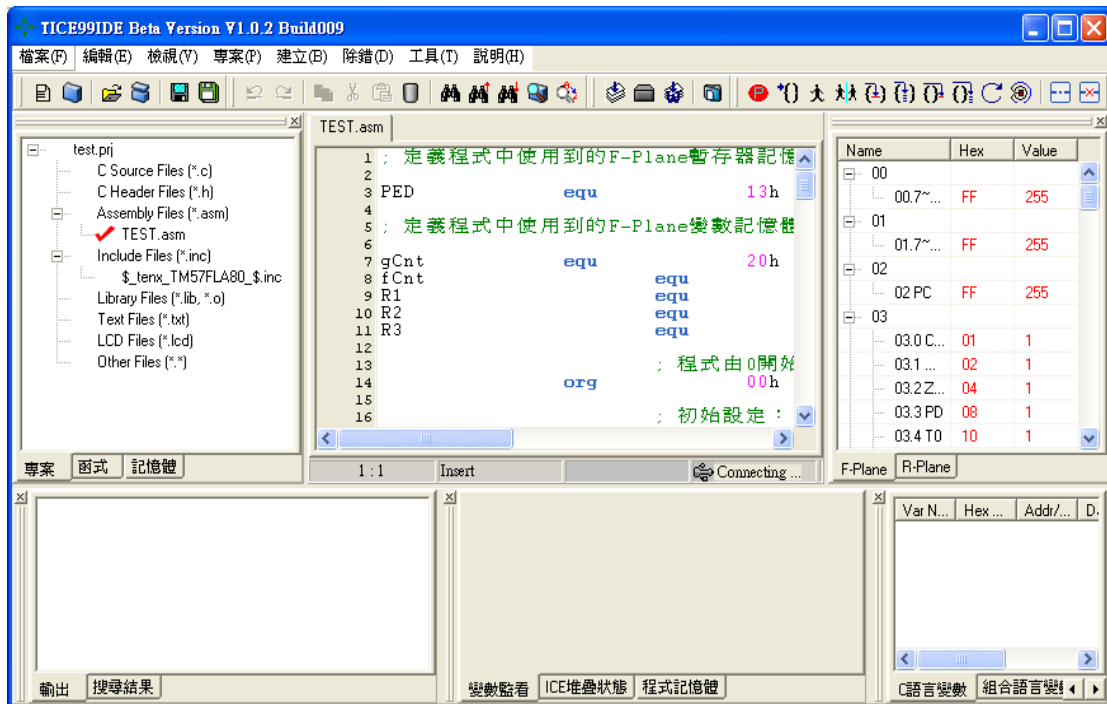 TICE99IDE Beta Version V1.0.2 Build009
檔案(F) 編輯(E) 檢視(V) 專案(P) 建立(B) 除錯(D) 工具(T) 說明(H)
test.prj
C Source Files (*.c)
C Header Files (*.h)
Assembly Files (*.asm)
TEST.asm
Include Files (*.inc)
$_tenx_TM57FLA80_$.inc
Library Files (*.lib, *.o)
Text Files (*.txt)
LCD Files (*.lcd)
Other Files (*.*)
專案 函式 記憶體
TEST.asm
1 ; 定義程式中使用到的F-Plane暫存器記憶
2
3 PED equ 13h
4
5 ; 定義程式中使用到的F-Plane變數記憶體
6
7 gCnt equ 20h
8 fCnt equ
9 R1 equ
10 R2 equ
11 R3 equ
12
13 ; 程式由0開始
14 org 00h
15
16 ; 初始設定：
1 : 1 Insert Connecting ...
Name Hex Value
00
00.7~... FF 255
01
01.7~... FF 255
02
02 PC FF 255
03
03.0 C... 01 1
03.1 ... 02 1
03.2 Z... 04 1
03.3 PD 08 1
03.4 T0 10 1
F-Plane R-Plane
輸出 搜尋結果
變數監看 ICE堆疊狀態 程式記憶體
Var N... Hex ... Addr/...
C語言變數 組合語言變